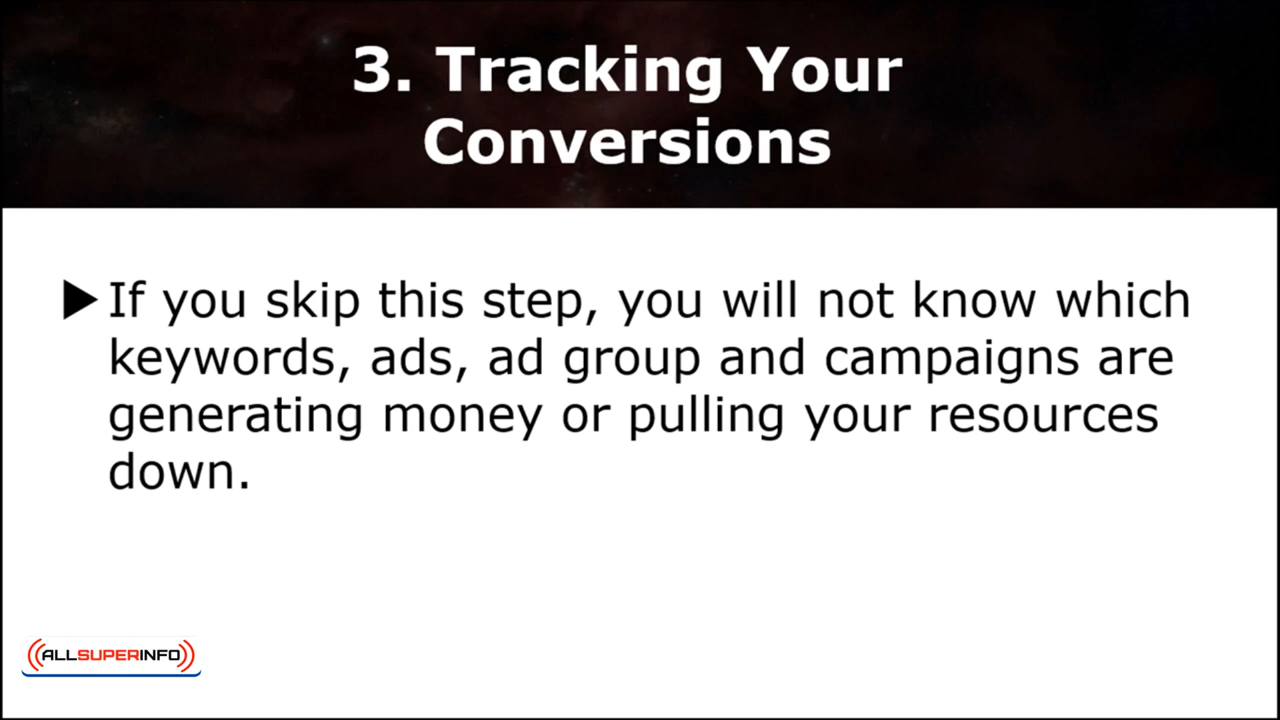 3. Tracking Your
Conversions
If you skip this step, you will not know which
keywords, ads, ad group and campaigns are
generating money or pulling your resources
down.
ALLSUPERINFO